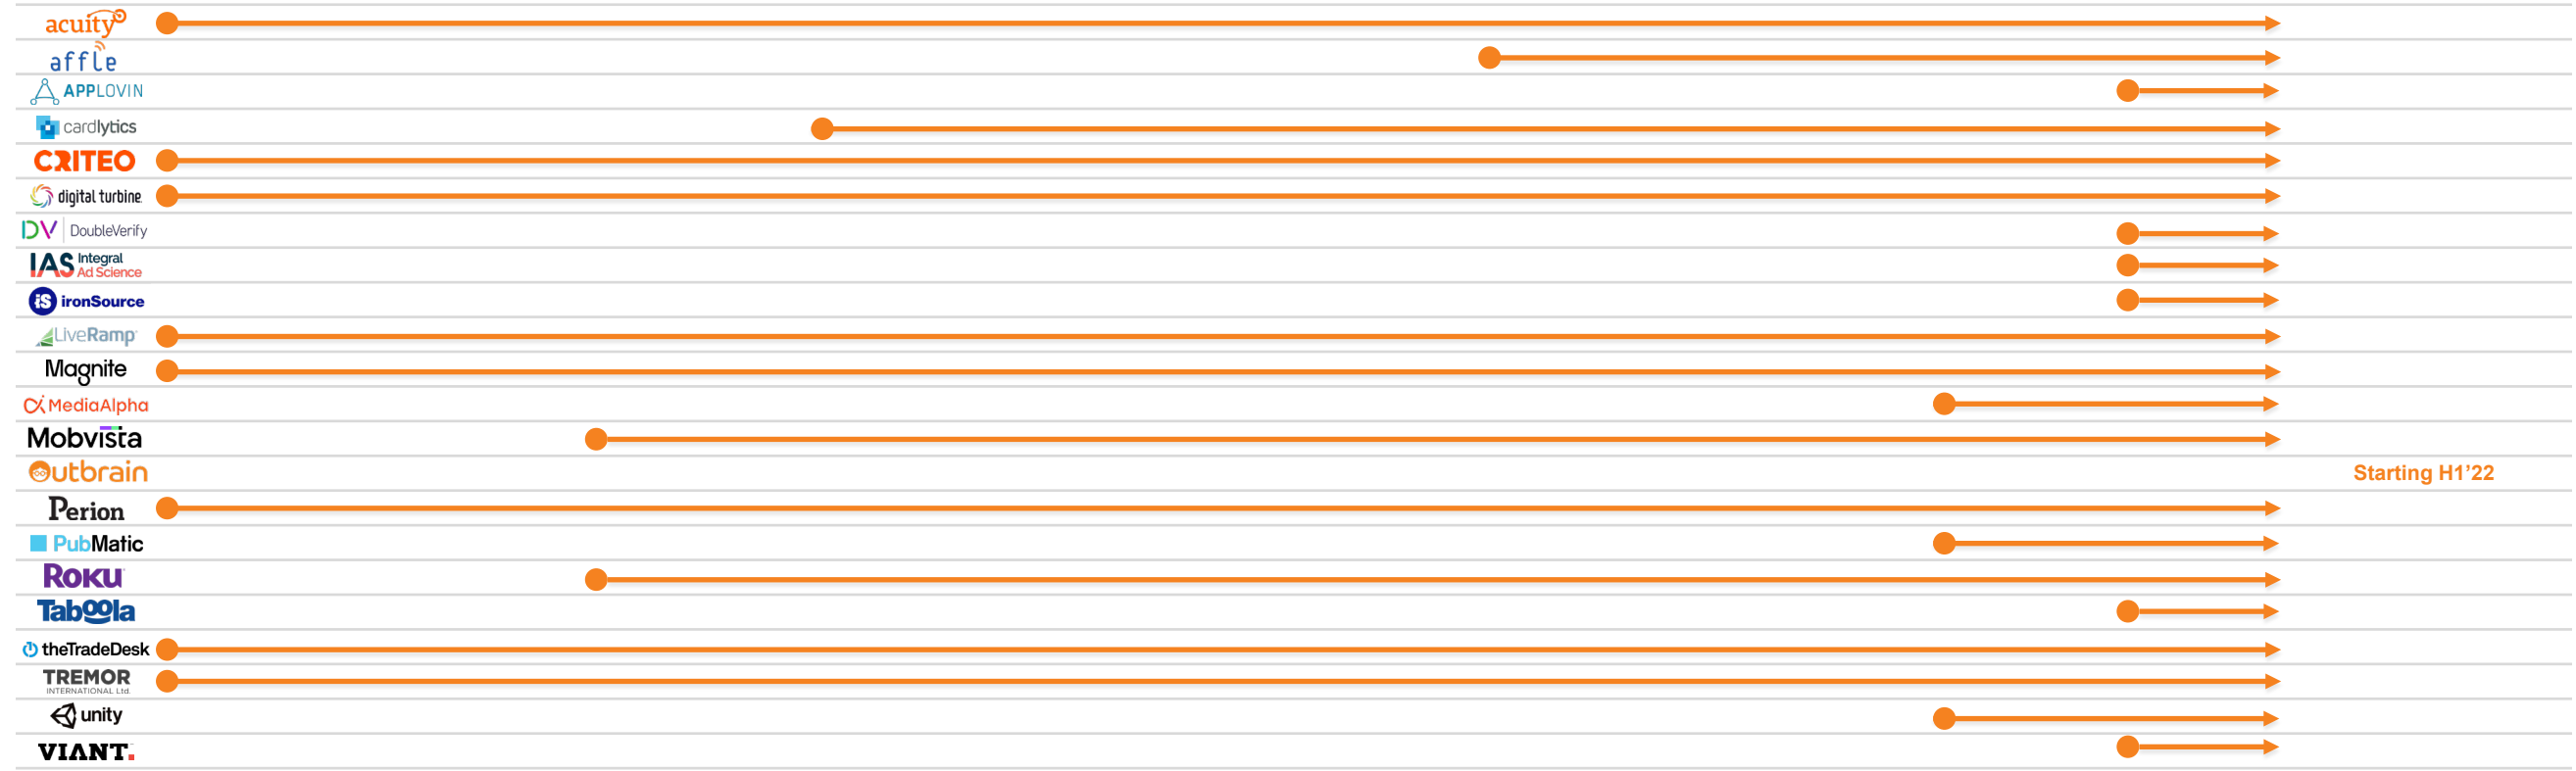 acuity
affle
APPLOVIN
cardlytics
CRITEO
digital turbine
DV DoubleVerify
IAS Integral
Ad Science
iS ironSource
LiveRamp
Magnite
MediaAlpha
Mobvista
Outbrain
Starting H1’22
Perion
PubMatic
ROKU
Taboola
theTradeDesk
TREMOR
INTERNATIONAL Ltd.
unity
VIANT.